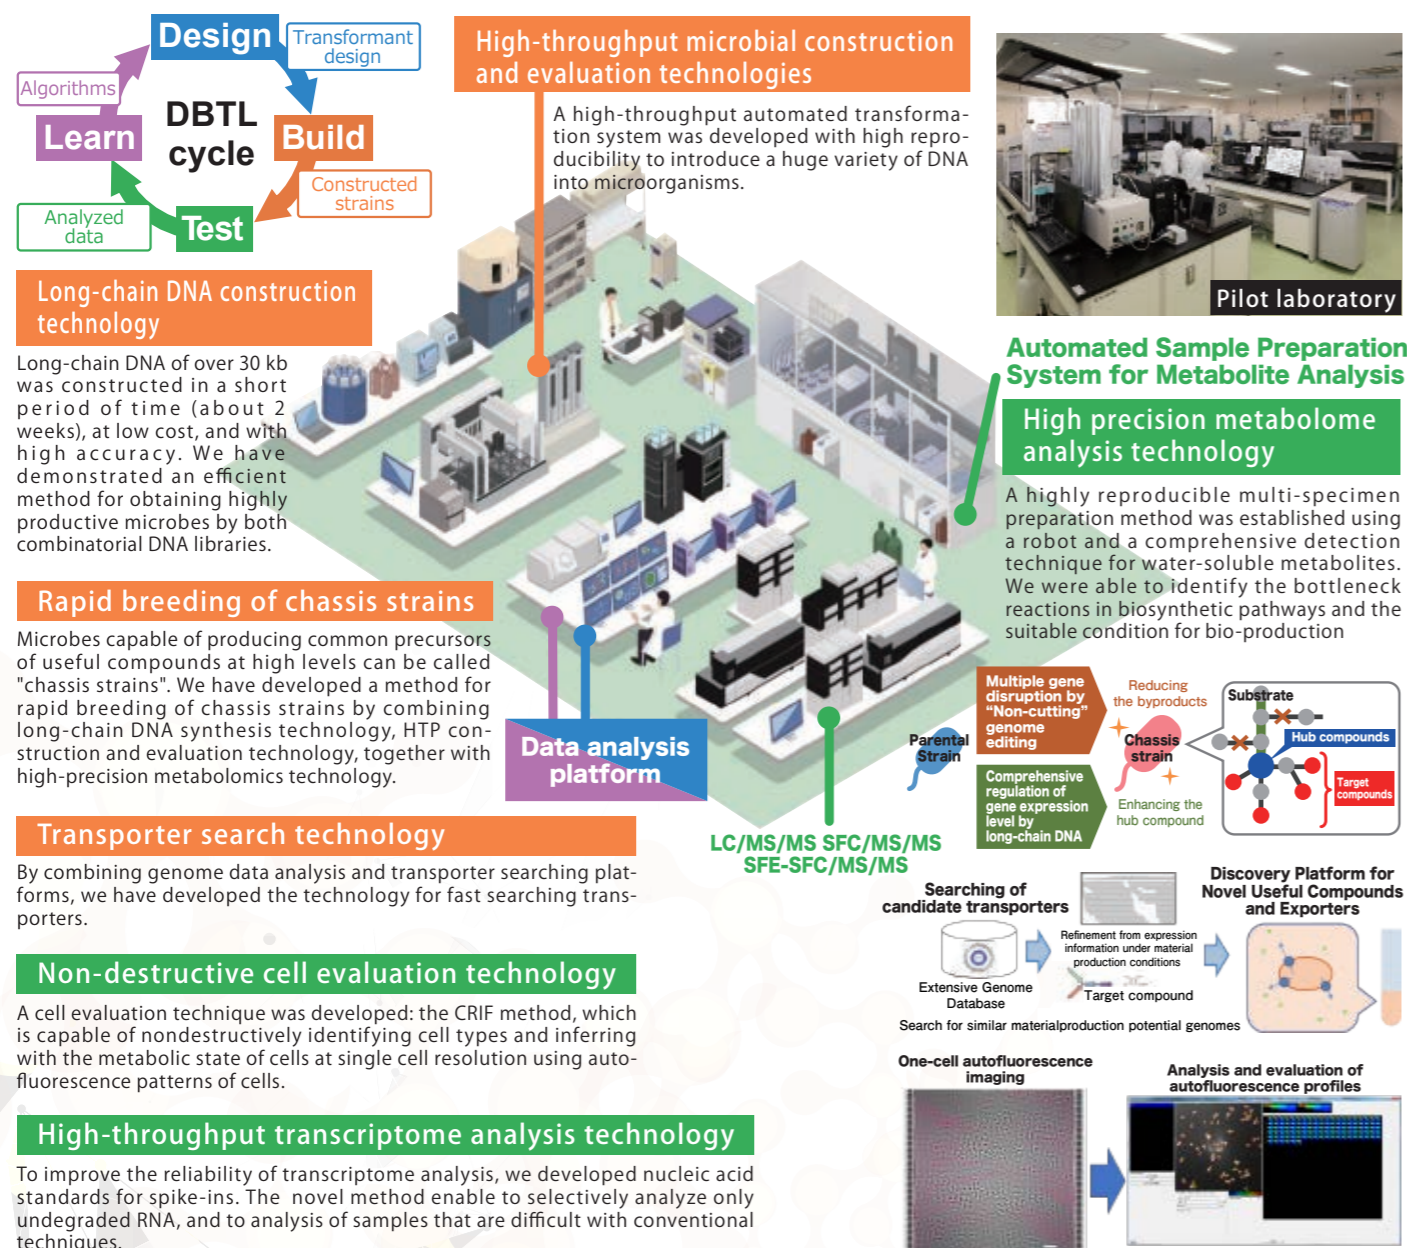 Design
Transformant
design
Algorithms
DBTL
cycle
Learn
Build
Constructed
strains
Analyzed
data
Test
High-throughput microbial construction
and evaluation technologies
A high-throughput automated transforma-
tion system was developed with high repro-
ducibility to introduce a huge variety of DNA
into microorganisms.
Pilot laboratory
Long-chain DNA construction
technology
Long-chain DNA of over 30 kb
was constructed in a short
period of time (about 2
weeks), at low cost, and with
high accuracy. We have
demonstrated an efficient
method for obtaining highly
productive microbes by both
combinatorial DNA libraries.
Automated Sample Preparation
System for Metabolite Analysis
High precision metabolome
analysis technology
A highly reproducible multi-specimen
preparation method was established using
a robot and a comprehensive detection
technique for water-soluble metabolites.
We were able to identify the bottleneck
reactions in biosynthetic pathways and the
suitable condition for bio-production
Rapid breeding of chassis strains
Microbes capable of producing common precursors
of useful compounds at high levels can be called
"chassis strains". We have developed a method for
rapid breeding of chassis strains by combining
long-chain DNA synthesis technology, HTP con-
struction and evaluation technology, together with
high-precision metabolomics technology.
Data analysis
platform
LC/MS/MS SFC/MS/MS
SFE-SFC/MS/MS
Parental
Strain
Multiple gene
disruption by
“Non-cutting”
genome
editing
Comprehensive
regulation of
gene expression
level by
long-chain DNA
Reducing
the byproducts
Chassis
strain
Enhancing the
hub compound
Substrate
Hub compounds
Target
compounds
Transporter search technology
By combining genome data analysis and transporter searching plat-
forms, we have developed the technology for fast searching trans-
porters.
Searching of
candidate transporters
Extensive Genome
Database
Refinement from expression
information under material
production conditions
Target compound
Search for similar materialproduction potential genomes
Discovery Platform for
Novel Useful Compounds
and Exporters
Non-destructive cell evaluation technology
A cell evaluation technique was developed: the CRIF method, which
is capable of nondestructively identifying cell types and inferring
with the metabolic state of cells at single cell resolution using auto-
fluorescence patterns of cells.
One-cell autofluorescence
imaging
Analysis and evaluation of
autofluorescence profiles
High-throughput transcriptome analysis technology
To improve the reliability of transcriptome analysis, we developed nucleic acid
standards for spike-ins. The novel method enable to selectively analyze only
undegraded RNA, and to analysis of samples that are difficult with conventional
techniques.